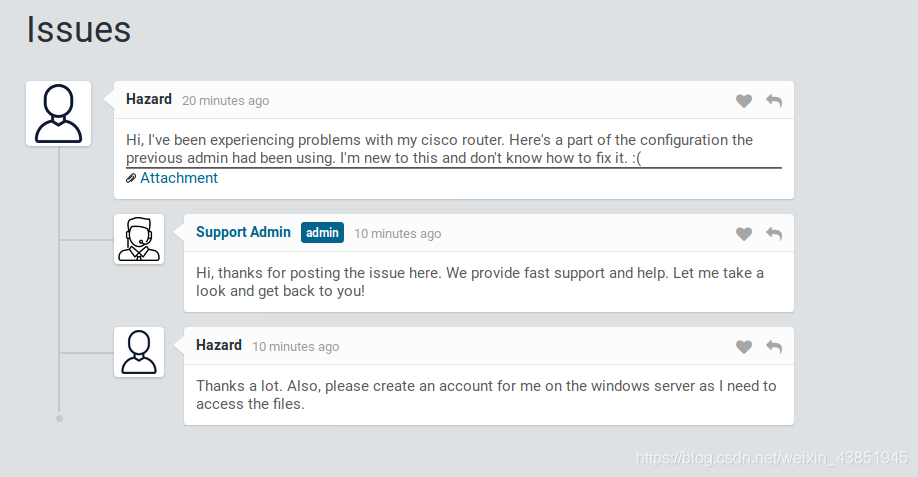 Issues
Hazard 20 minutes ago
Hi, I've been experiencing problems with my cisco router. Here's a part of the configuration the
previous admin had been using. I'm new to this and don't know how to fix it. :(
Attachment
Support Admin admin 10 minutes ago
Hi, thanks for posting the issue here. We provide fast support and help. Let me take a
look and get back to you!
Hazard 10 minutes ago
Thanks a lot. Also, please create an account for me on the windows server as I need to
access the files.
https://blog.csdn.net/weixin_43851945